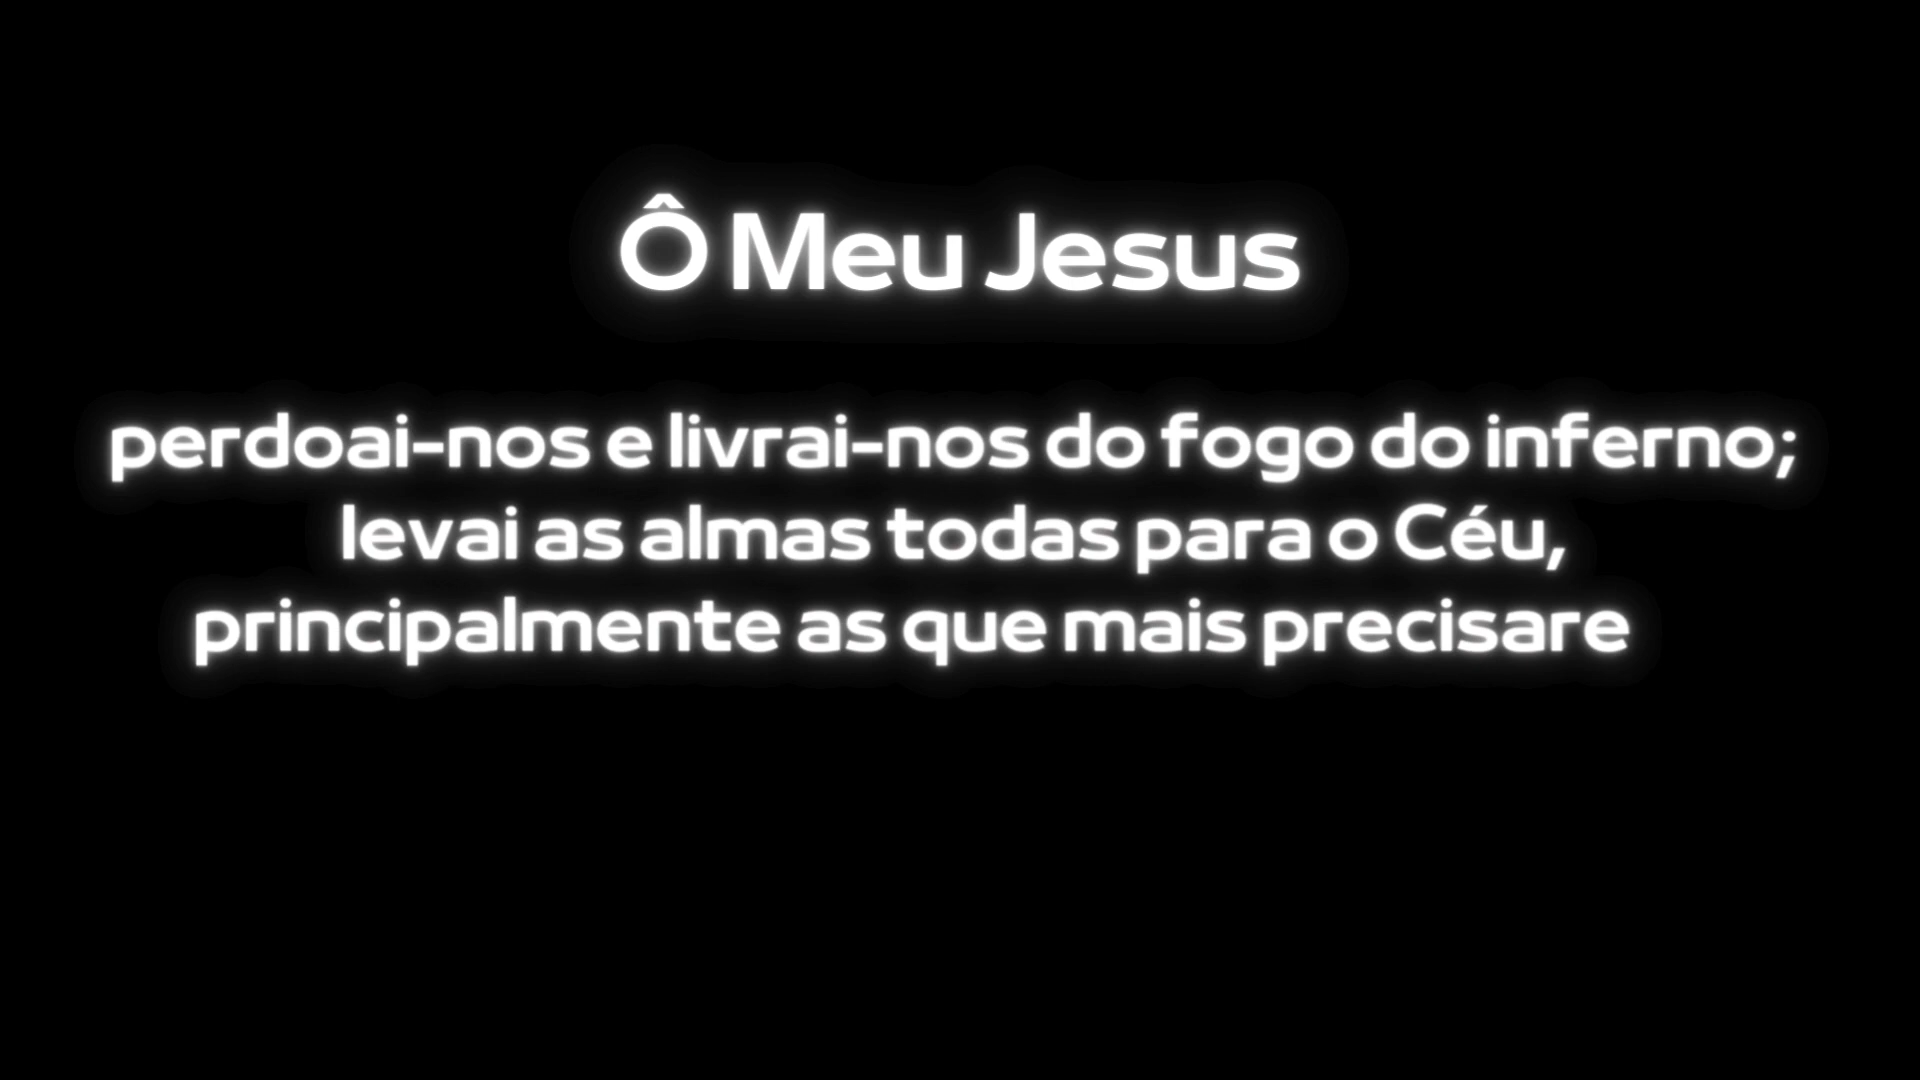 Ô Meu Jesus
perdoai-nos e livrai-nos do fogo do inferno;
levai as almas todas para o Céu,
principalmente as que mais precisare